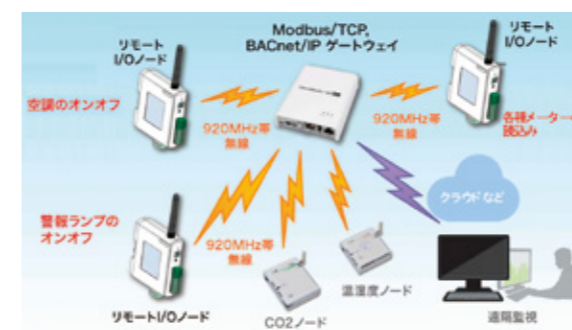 Modbus/TCP,
BACnet/IP ゲートウェイ
リモート
I/Oノード
リモート
I/Oノード
空調のオンオフ
920MHz帯
無線
920MHz帯
無線
各種メーター
読込み
クラウドなど
警報ランプの
オンオフ
920MHz帯
無線
リモートI/Oノード
CO2ノード
温湿度ノード
遠隔監視